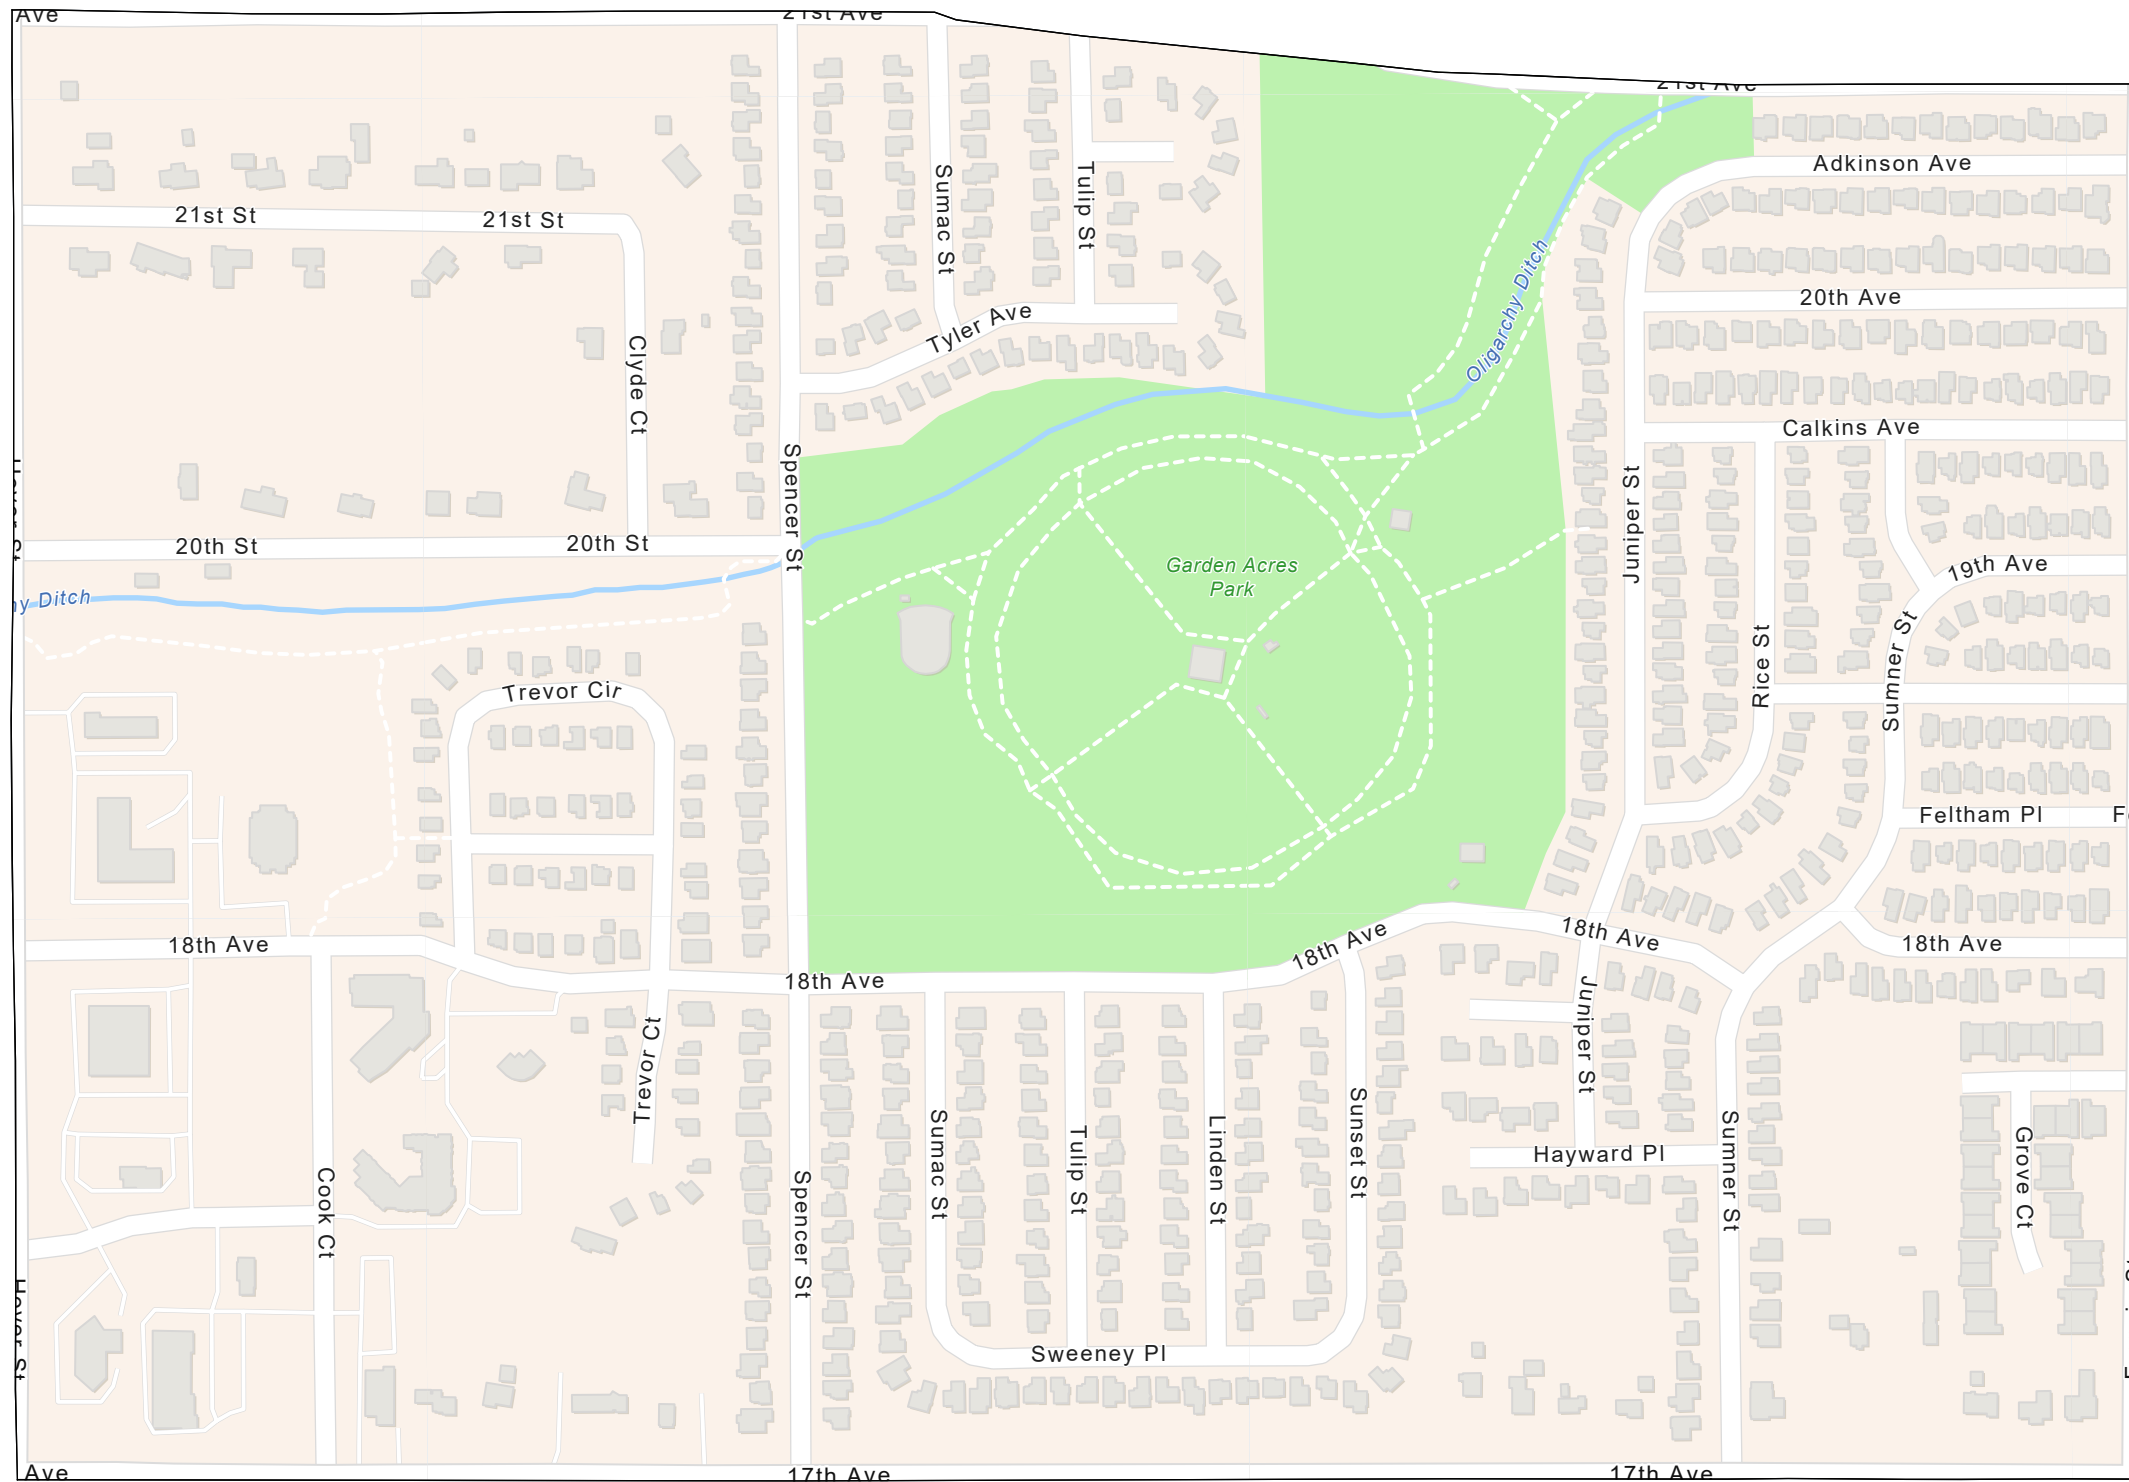 Ave
21st Ave
21st Ave
Adkinson Ave
Sumac St
Tulip St
21st St
21st St
Oligarchy Ditch
20th Ave
Tyler Ave
Clyde Ct
Calkins Ave
Spencer St
Juniper St
20th St
20th St
Garden Acres
Park
19th Ave
Ditch
Rice St
Sumner St
Trevor Cir
Feltham Pl
18th Ave
18th Ave
18th Ave
18th Ave
18th Ave
Juniper St
Trevor Ct
Sumac St
Tulip St
Linden St
Sunset St
Hayward Pl
Sumner St
Grove Ct
Cook Ct
Spencer St
Hover St
Sweeney Pl
Ave
17th Ave
17th Ave